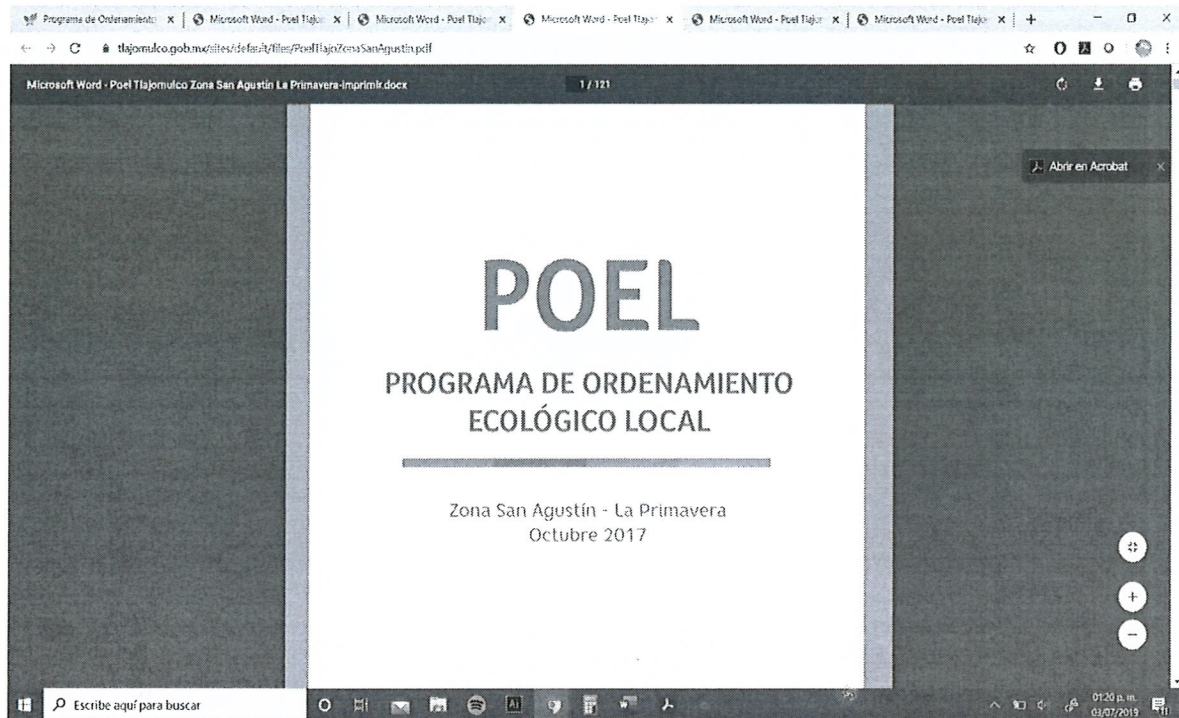 Programa de Ordenamiento x Microsoft Word - Poel Tlajo x Microsoft Word - Poel Tlajo x Microsoft Word - Poel Tlajo x Microsoft Word - Poel Tlajo x Microsoft Word - Poel Tlajo x +
tlajomulco.gob.mx/sites/default/files/PoelTlajoZonaSanAgustin.pdf
Microsoft Word - Poel Tlajomulco Zona San Agustin La Primavera-imprimir.docx 1 / 121
Abrir en Acrobat
POEL
PROGRAMA DE ORDENAMIENTO
ECOLÓGICO LOCAL
Zona San Agustín - La Primavera
Octubre 2017
Escribe aquí para buscar
01:20 p. m.
03/07/2019